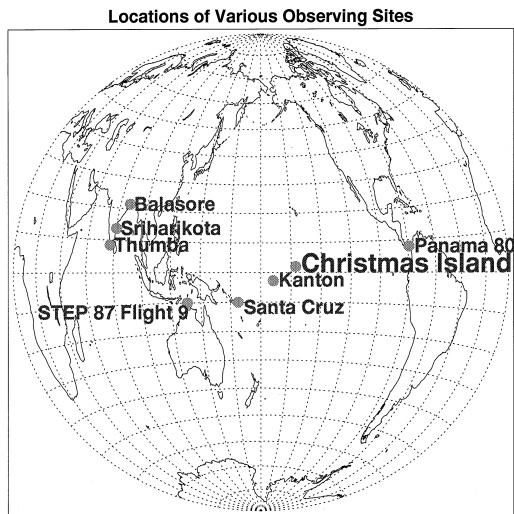 Locations of Various Observing Sites
Balasore
Sriharikota
Thumba
Panama 80
Christmas Island
Kanton
STEP 87 Flight 9
Santa Cruz